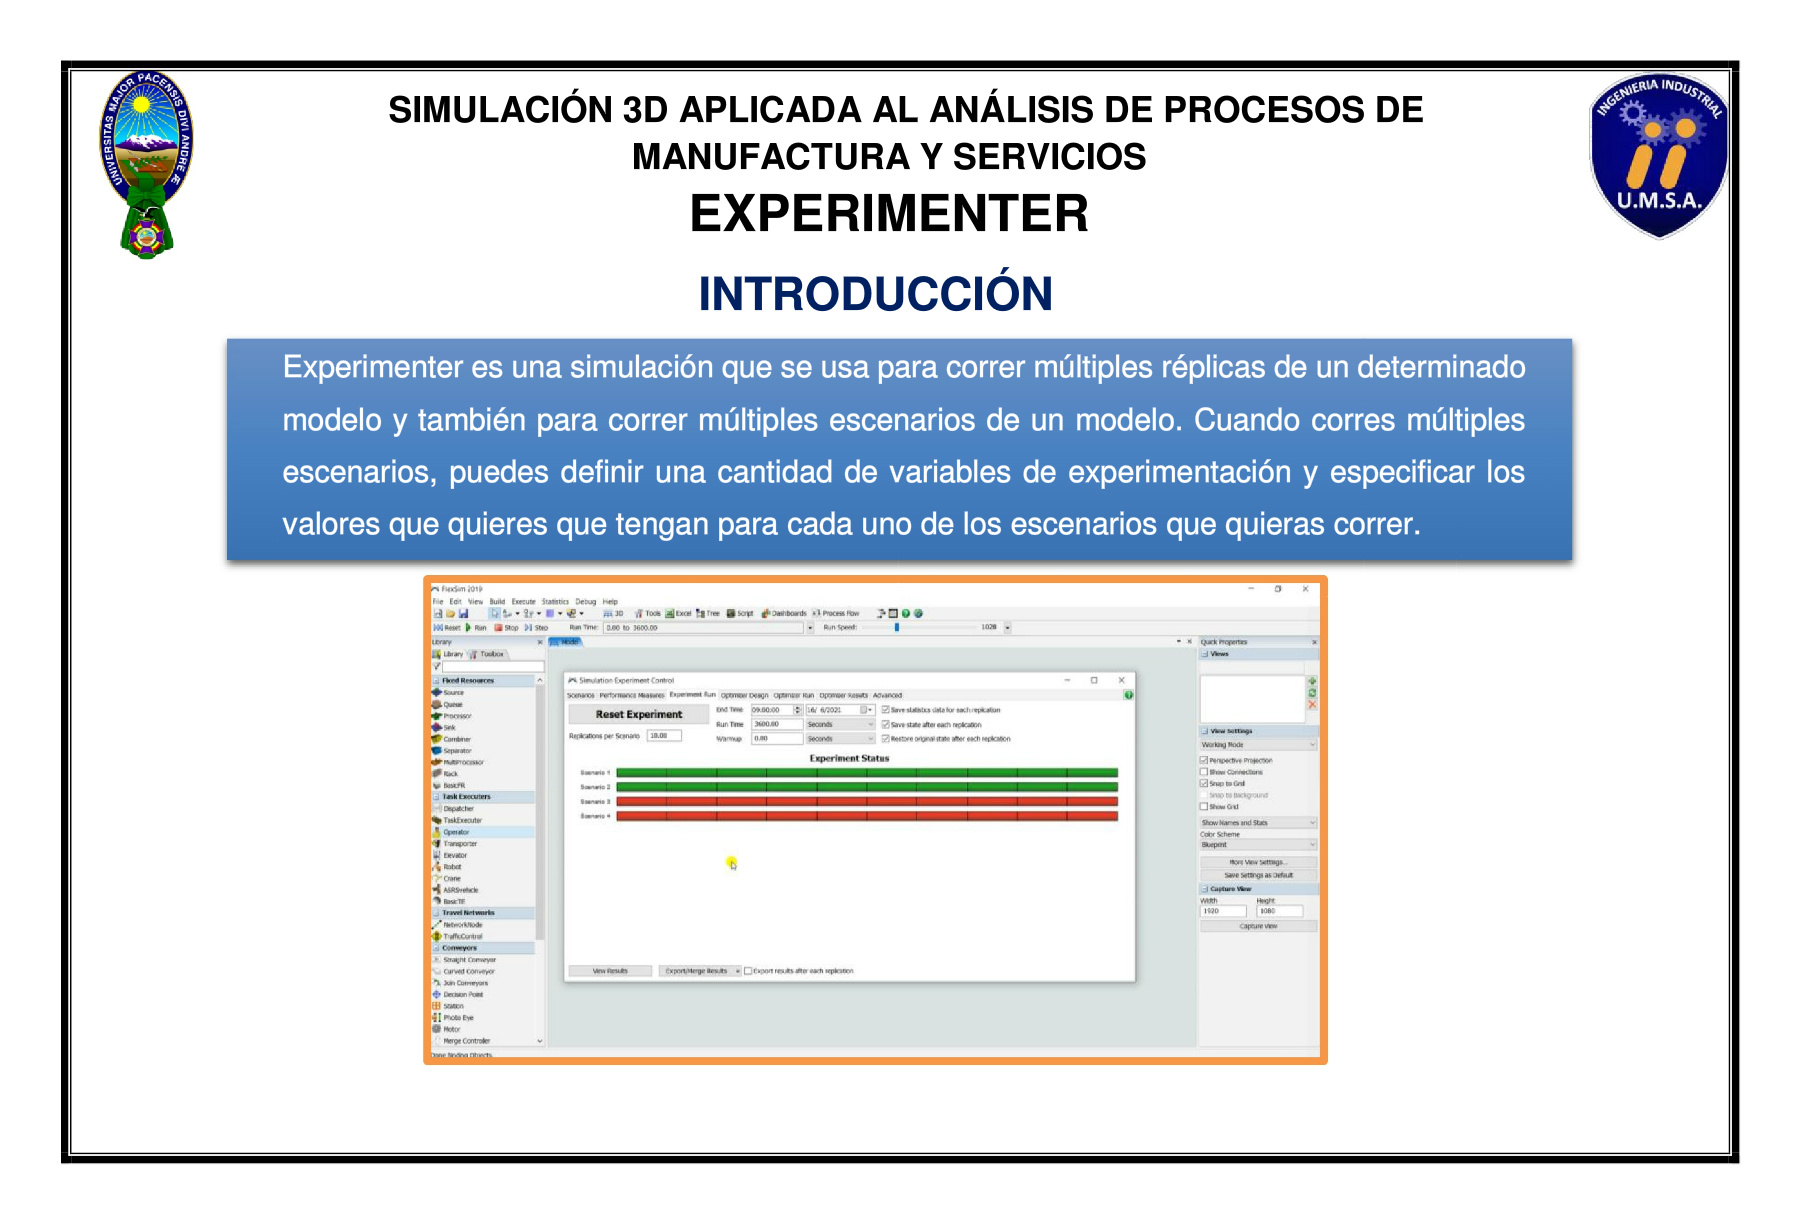 UNIVERSITAS MAJOR PACENSIS DIVI ANDRE Æ
SIMULACIÓN 3D APLICADA AL ANÁLISIS DE PROCESOS DE
MANUFACTURA Y SERVICIOS
EXPERIMENTER
INGENIERIA INDUSTRIAL
U.M.S.A.
INTRODUCCIÓN
Experimenter es una simulación que se usa para correr múltiples réplicas de un determinado
modelo y también para correr múltiples escenarios de un modelo. Cuando corres múltiples
escenarios, puedes definir una cantidad de variables de experimentación y especificar los
valores que quieres que tengan para cada uno de los escenarios que quieras correr.
FlexSim 2019
File Edit View Build Execute Statistics Debug Help
3D Tools Excel Tree Script Dashboards Process Flow
Reset Run Stop Step Run Time: 0.00 to 3600.00 Run Speed: 1028
Library
Model
Library Toolbox
Fixed Resources
Source
Queue
Processor
Sink
Combiner
Separator
MultiProcessor
Rack
BasicFR
Task Executers
Dispatcher
TaskExecuter
Operator
Transporter
Elevator
Robot
Crane
ASRSvehicle
BasicTE
Travel Networks
NetworkNode
TrafficControl
Conveyors
Straight Conveyor
Curved Conveyor
Join Conveyors
Decision Point
Station
Photo Eye
Motor
Merge Controller
Done finding Objects.
Simulation Experiment Control
Scenarios Performance Measures Experiment Run Optimizer Design Optimizer Run Optimizer Results Advanced
Reset Experiment
Replications per Scenario 10.00
End Time 09:00:00 16/ 6/2021
Run Time 3600.00 Seconds
Warmup 0.00 Seconds
Save statistics data for each replication
Save state after each replication
Restore original state after each replication
Experiment Status
Scenario 1
Scenario 2
Scenario 3
Scenario 4
View Results Export/Merge Results Export results after each replication
Quick Properties
Views
View Settings
Working Mode
Perspective Projection
Show Connections
Snap to Grid
Snap to Background
Show Grid
Show Names and Stats
Color Scheme
Blueprint
More View Settings...
Save Settings as Default
Capture View
Width Height
1920 1080
Capture View